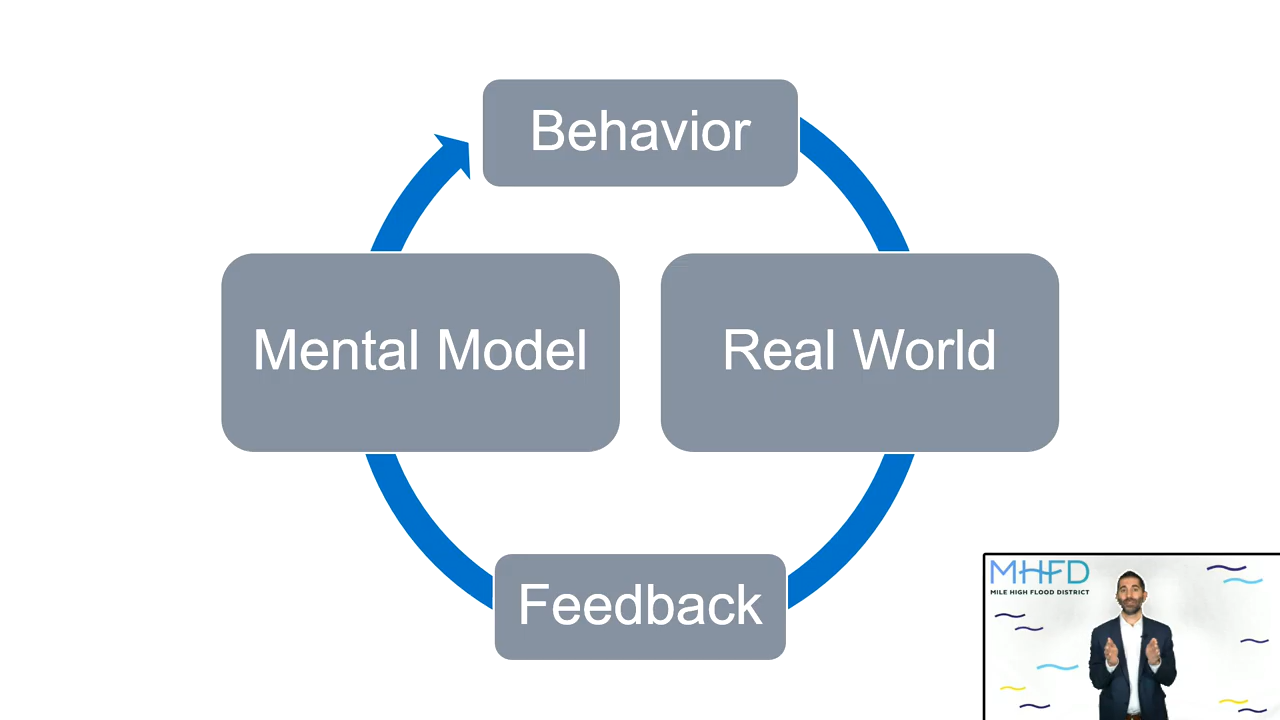 Behavior
Mental Model
Real World
Feedback
MHFD
MILE HIGH FLOOD DISTRICT